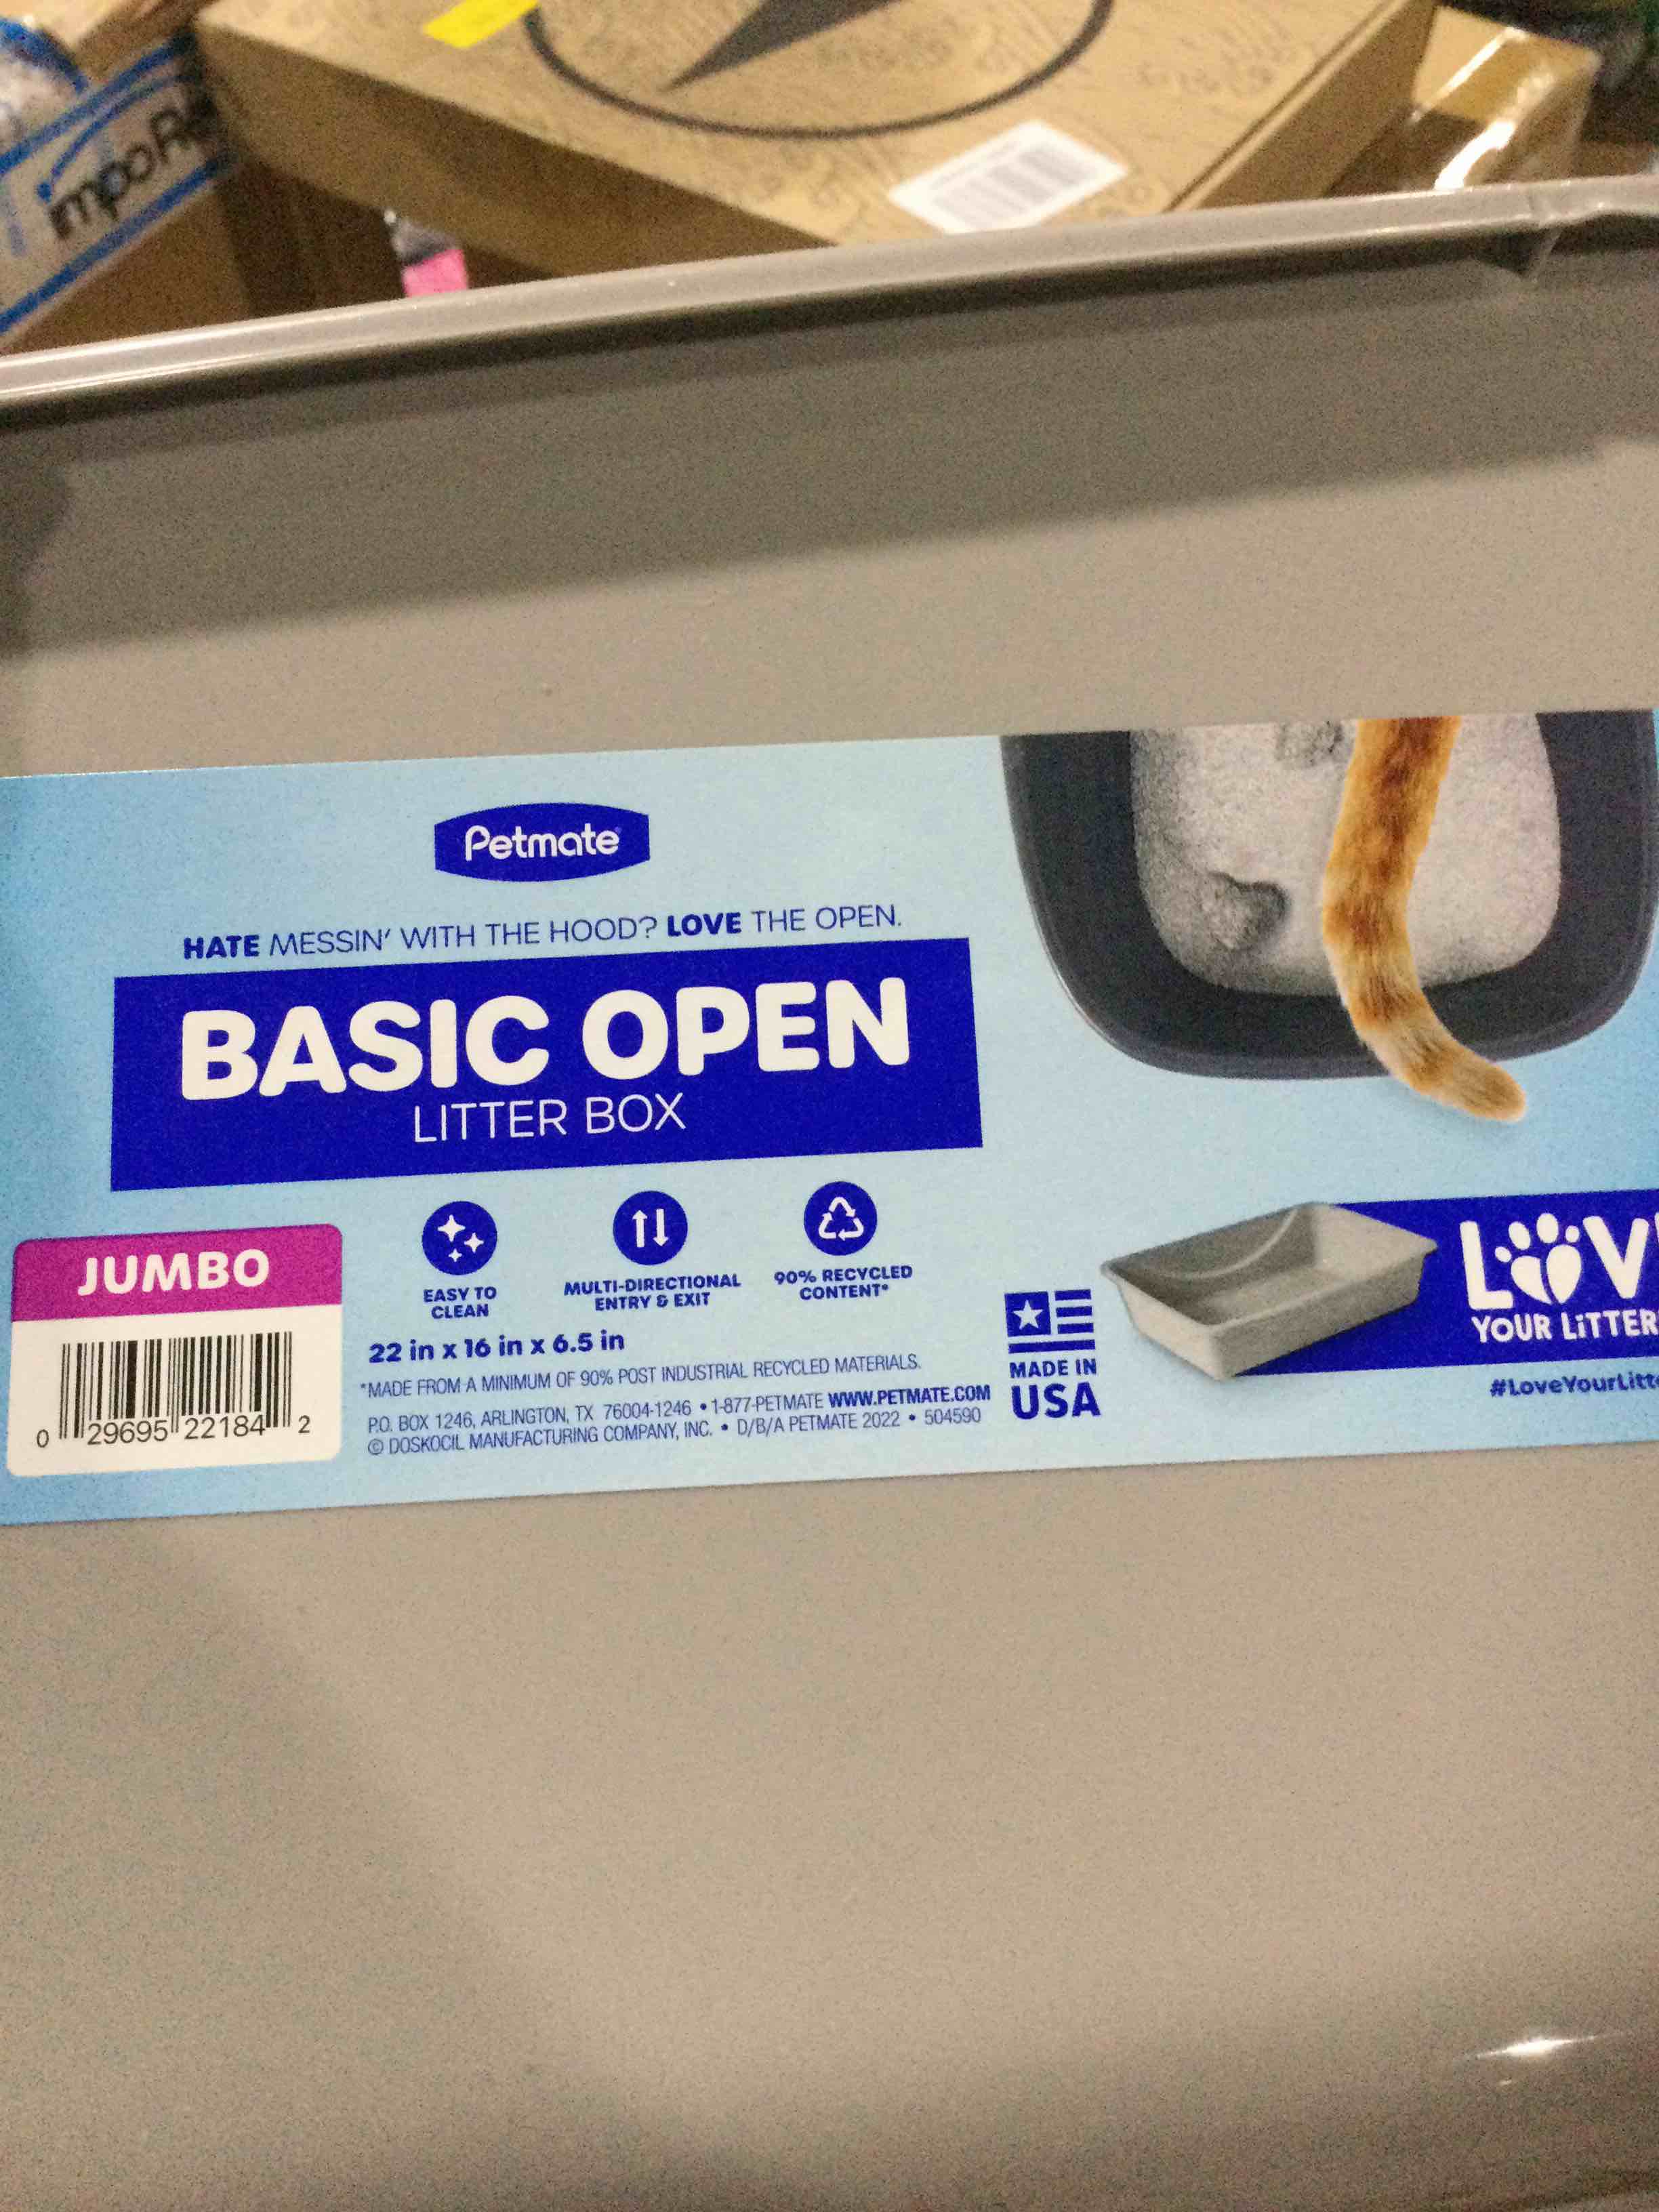 Petmate
HATE MESSIN' WITH THE HOOD? LOVE THE OPEN.
BASIC OPEN
LITTER BOX
JUMBO
EASY TO
CLEAN
MULTI-DIRECTIONAL
ENTRY & EXIT
90% RECYCLED
CONTENT*
22 in x 16 in x 6.5 in
*MADE FROM A MINIMUM OF 90% POST INDUSTRIAL RECYCLED MATERIALS.
P.O. BOX 1246, ARLINGTON, TX 76004-1246 • 1-877-PETMATE WWW.PETMATE.COM
© DOSKOCIL MANUFACTURING COMPANY, INC. • D/B/A PETMATE 2022 • 504590
0 29695 22184 2
MADE IN
USA
LOV
YOUR LITTER
#LoveYourLitte